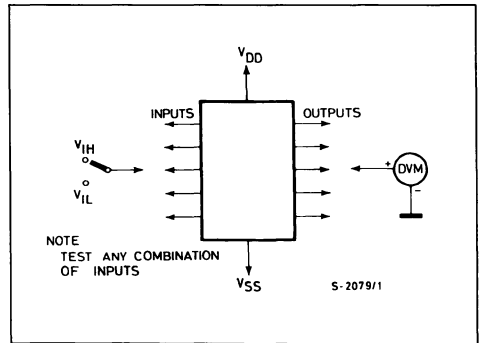 VDD
INPUTS
OUTPUTS
VIH
VIL
+
DVM
-
NOTE
TEST ANY COMBINATION
OF INPUTS
VSS
S-2079/1